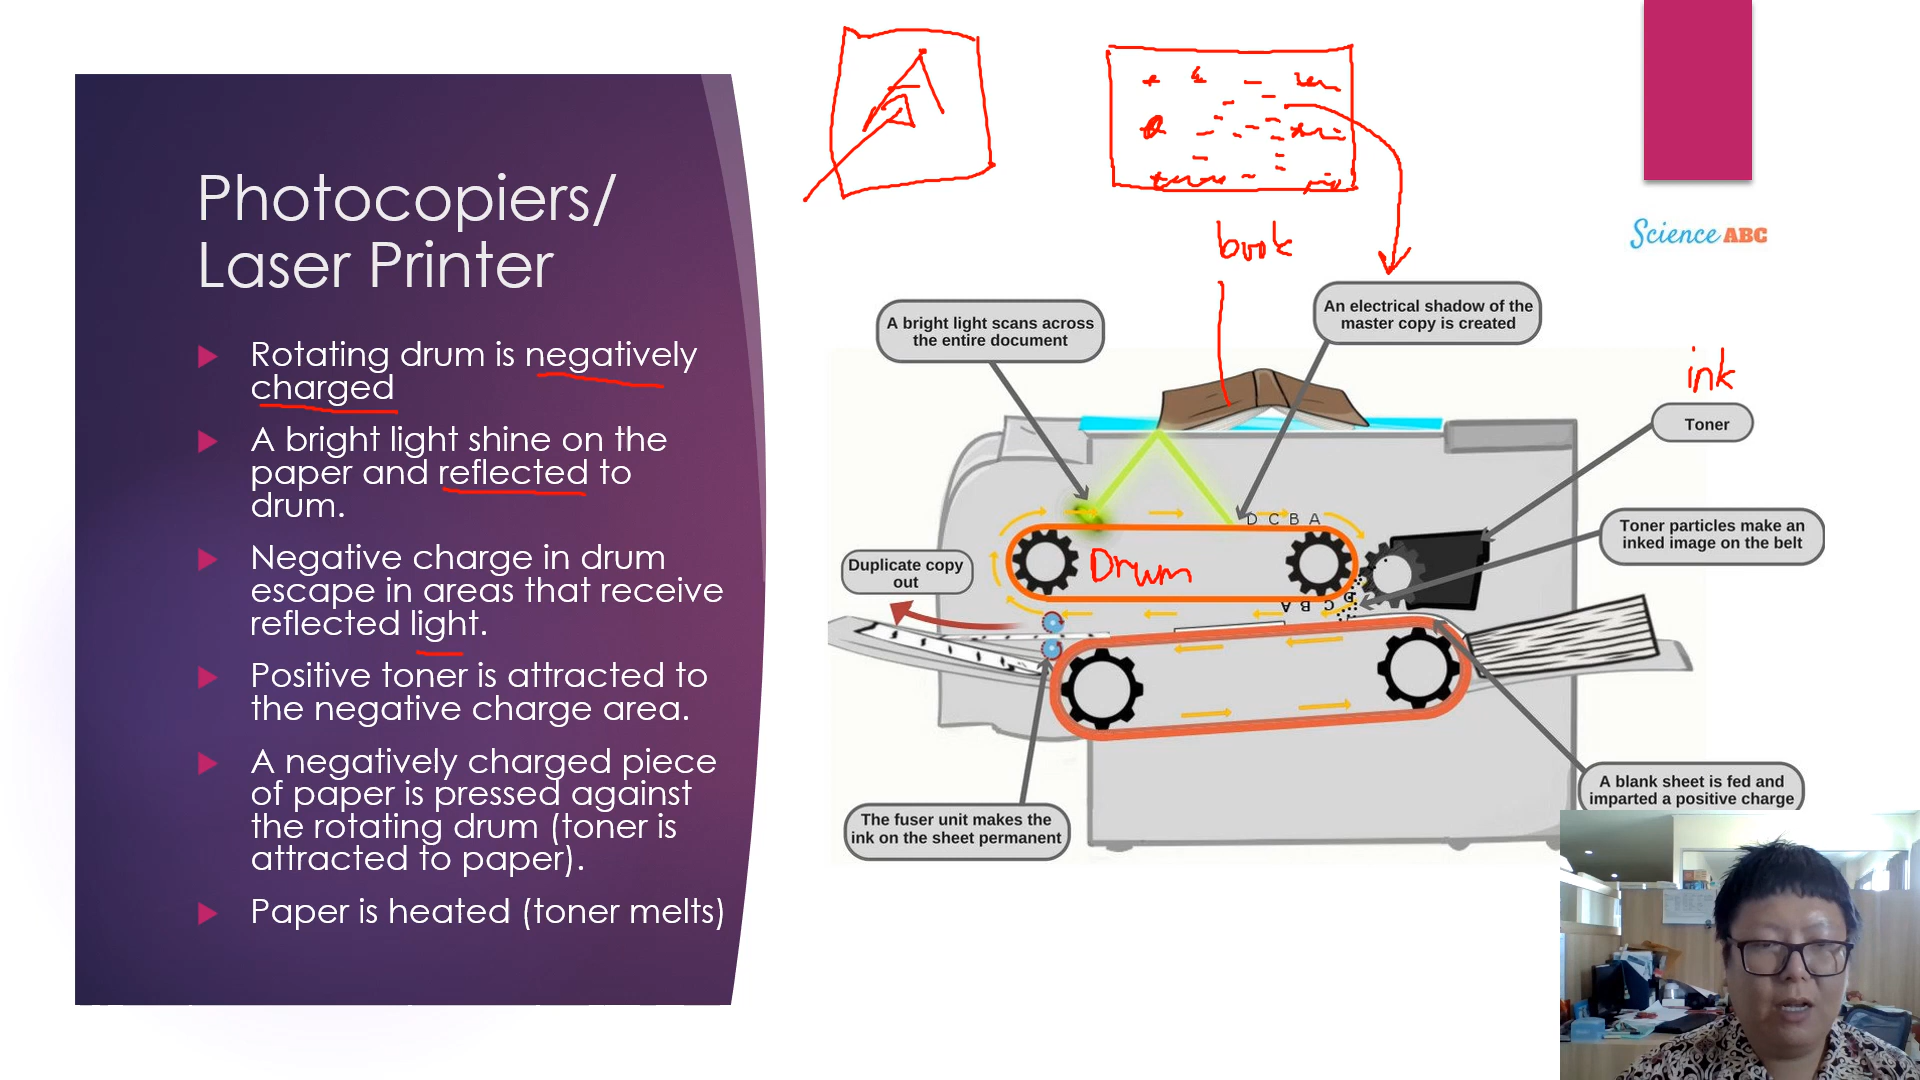 Photocopiers/
Laser Printer
Rotating drum is negatively
charged
A bright light shine on the
paper and reflected to
drum.
Negative charge in drum
escape in areas that receive
reflected light.
Positive toner is attracted to
the negative charge area.
A negatively charged piece
of paper is pressed against
the rotating drum (toner is
attracted to paper).
Paper is heated (toner melts)
A
book
Science ABC
A bright light scans across
the entire document
An electrical shadow of the
master copy is created
ink
Toner
D C B A
Toner particles make an
inked image on the belt
Drum
Duplicate copy
out
D C B A
A blank sheet is fed and
imparted a positive charge
The fuser unit makes the
ink on the sheet permanent